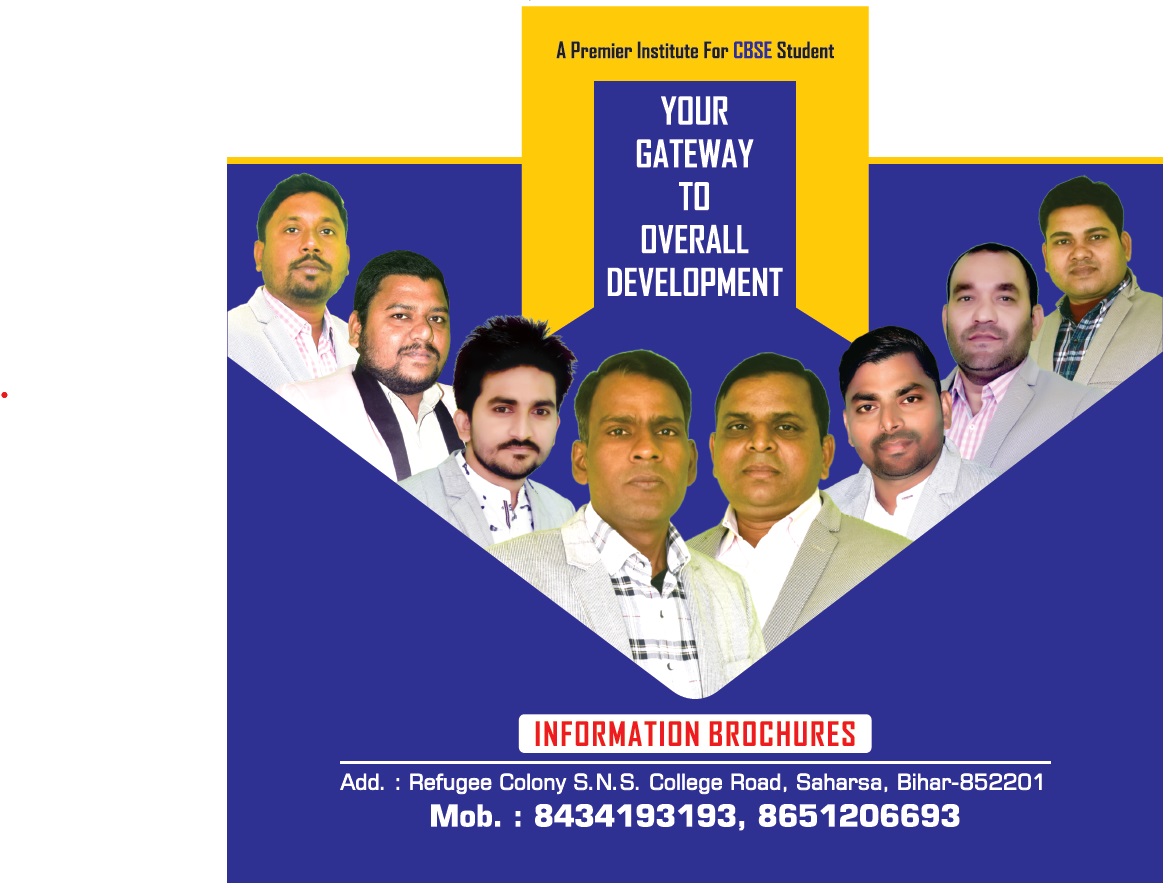 A Premier Institute For CBSE Student
YOUR
GATEWAY
TO
OVERALL
DEVELOPMENT
INFORMATION BROCHURES
Add. : Refugee Colony S.N.S. College Road, Saharsa, Bihar-852201
Mob. : 8434193193, 8651206693